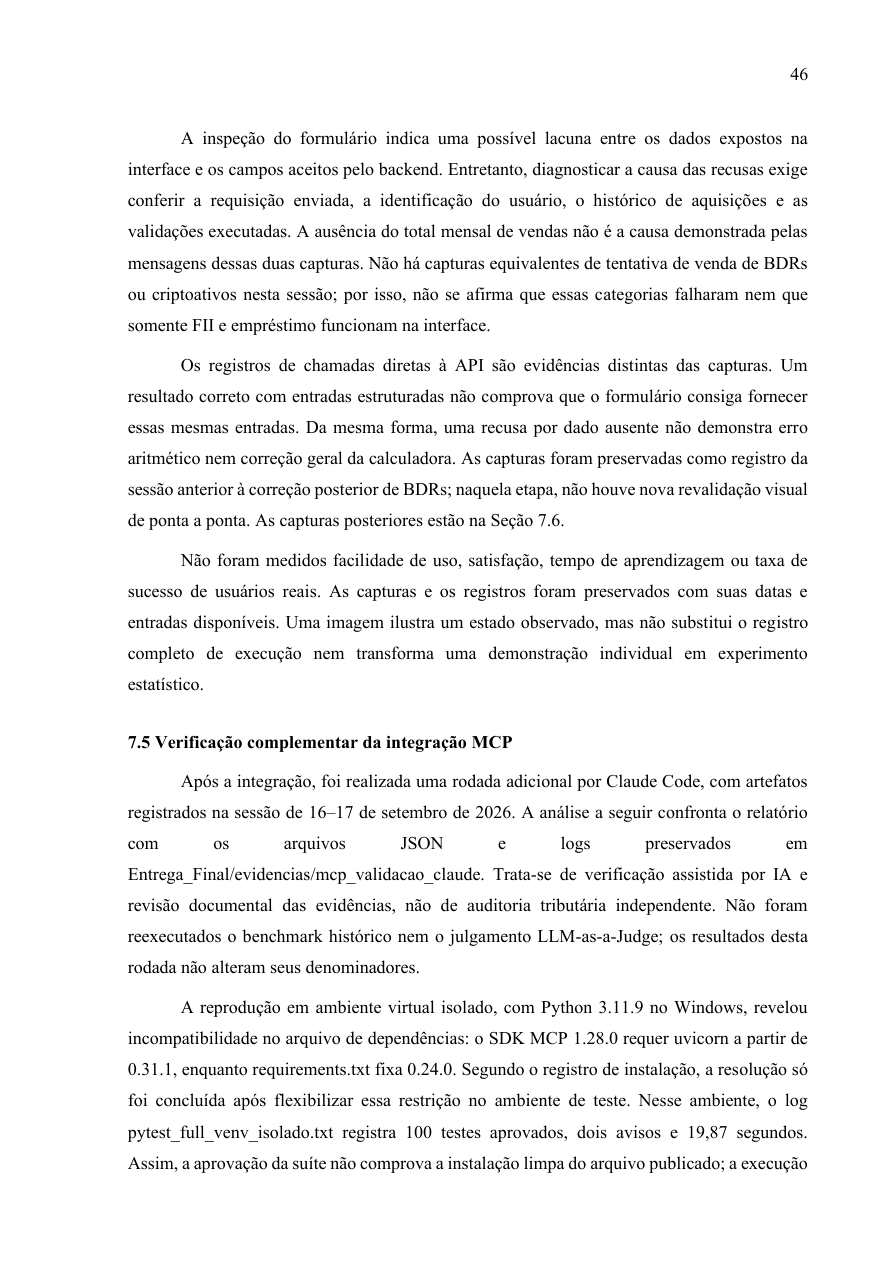 46
A inspeção do formulário indica uma possível lacuna entre os dados expostos na
interface e os campos aceitos pelo backend. Entretanto, diagnosticar a causa das recusas exige
conferir a requisição enviada, a identificação do usuário, o histórico de aquisições e as
validações executadas. A ausência do total mensal de vendas não é a causa demonstrada pelas
mensagens dessas duas capturas. Não há capturas equivalentes de tentativa de venda de BDRs
ou criptoativos nesta sessão; por isso, não se afirma que essas categorias falharam nem que
somente FII e empréstimo funcionam na interface.
Os registros de chamadas diretas à API são evidências distintas das capturas. Um
resultado correto com entradas estruturadas não comprova que o formulário consiga fornecer
essas mesmas entradas. Da mesma forma, uma recusa por dado ausente não demonstra erro
aritmético nem correção geral da calculadora. As capturas foram preservadas como registro da
sessão anterior à correção posterior de BDRs; naquela etapa, não houve nova revalidação visual
de ponta a ponta. As capturas posteriores estão na Seção 7.6.
Não foram medidos facilidade de uso, satisfação, tempo de aprendizagem ou taxa de
sucesso de usuários reais. As capturas e os registros foram preservados com suas datas e
entradas disponíveis. Uma imagem ilustra um estado observado, mas não substitui o registro
completo de execução nem transforma uma demonstração individual em experimento
estatístico.
7.5 Verificação complementar da integração MCP
Após a integração, foi realizada uma rodada adicional por Claude Code, com artefatos
registrados na sessão de 16–17 de setembro de 2026. A análise a seguir confronta o relatório
com os arquivos JSON e logs preservados em
Entrega_Final/evidencias/mcp_validacao_claude. Trata-se de verificação assistida por IA e
revisão documental das evidências, não de auditoria tributária independente. Não foram
reexecutados o benchmark histórico nem o julgamento LLM-as-a-Judge; os resultados desta
rodada não alteram seus denominadores.
A reprodução em ambiente virtual isolado, com Python 3.11.9 no Windows, revelou
incompatibilidade no arquivo de dependências: o SDK MCP 1.28.0 requer uvicorn a partir de
0.31.1, enquanto requirements.txt fixa 0.24.0. Segundo o registro de instalação, a resolução só
foi concluída após flexibilizar essa restrição no ambiente de teste. Nesse ambiente, o log
pytest_full_venv_isolado.txt registra 100 testes aprovados, dois avisos e 19,87 segundos.
Assim, a aprovação da suíte não comprova a instalação limpa do arquivo publicado; a execução